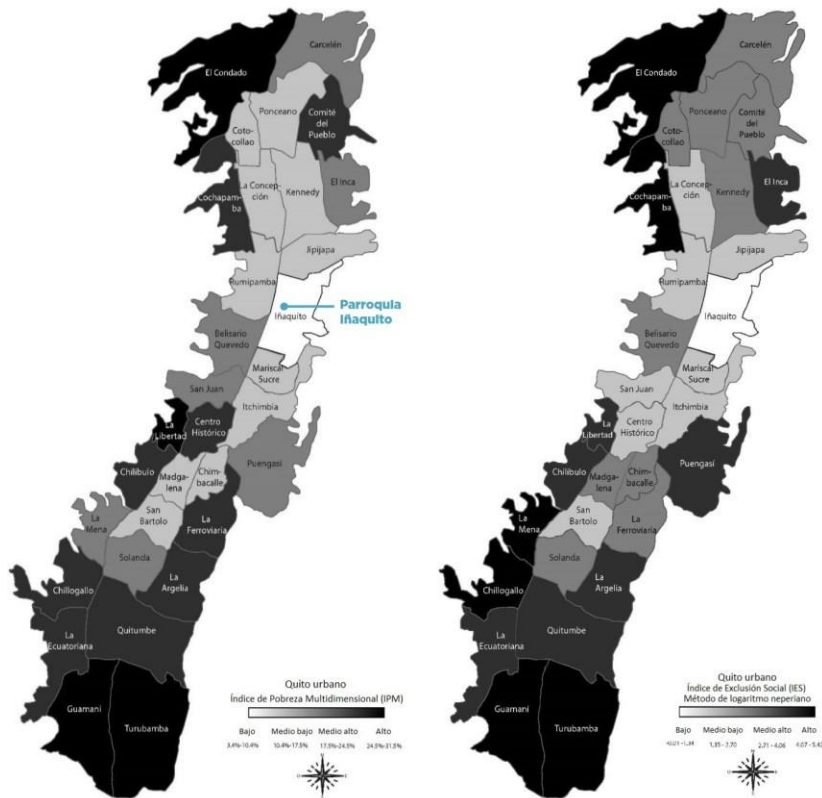 Carcelén
El Condado
Ponceano
Comité
del
Pueblo
Coto-
collao
La Concep-
ción
Kennedy
El Inca
Cochapam-
ba
Jipijapa
Rumipamba
Parroquia
Iñaquito
Iñaquito
Belisario
Quevedo
Mariscal
Sucre
San Juan
Itchimbia
La
Libertad
Centro
Histórico
Chilibulo
Madga-
lena
Chim-
bacalle
Puengasí
La
Mena
San
Bartolo
La
Ferroviaria
Solanda
Chillogallo
La
Argelia
La
Ecuatoriana
Quitumbe
Guamaní
Turubamba
Quito urbano
Índice de Pobreza Multidimensional (IPM)
Bajo Medio bajo Medio alto Alto
3.4%-10.4% 10.4%-17.5% 17.5%-24.5% 24.5%-31.5%
Carcelén
El Condado
Ponceano
Comité
del
Pueblo
Coto-
collao
La Concep-
ción
Kennedy
El Inca
Cochapam-
ba
Jipijapa
Rumipamba
Iñaquito
Belisario
Quevedo
Mariscal
Sucre
San Juan
Itchimbia
La
Libertad
Centro
Histórico
Chilibulo
Madga-
lena
Chim-
bacalle
Puengasí
La
Mena
San
Bartolo
La
Ferroviaria
Solanda
Chillogallo
La
Argelia
La
Ecuatoriana
Quitumbe
Guamaní
Turubamba
Quito urbano
Índice de Exclusión Social (IES)
Método de logaritmo neperiano
Bajo Medio bajo Medio alto Alto
1.35 - 2.70 2.71 - 4.06 4.07 - 5.42